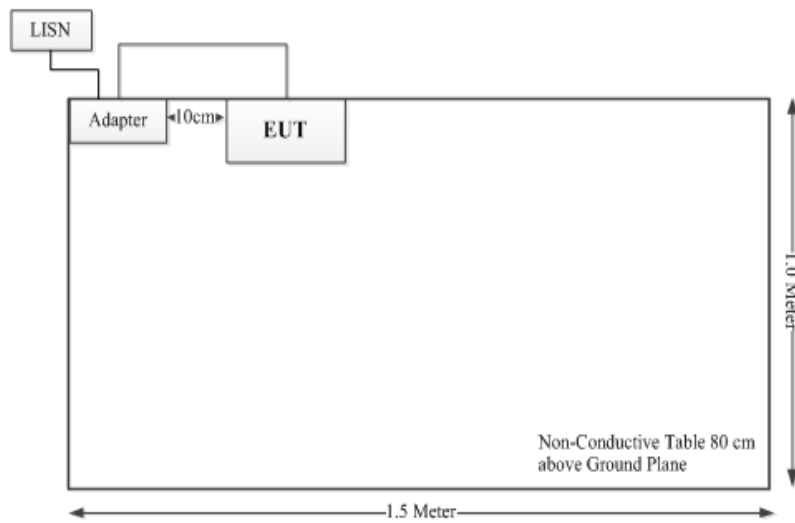 LISN
Adapter
10cm
EUT
1.0 Meter
Non-Conductive Table 80 cm
above Ground Plane
1.5 Meter